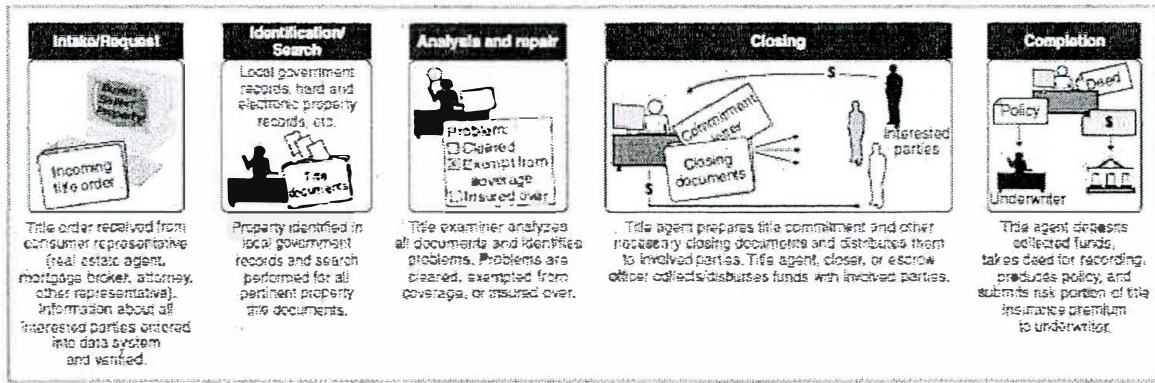 Intake/Request
Buyer
Seller
Property
Incoming
title order
Title order received from
consumer representative
(real estate agent,
mortgage broker, attorney,
other representative).
Information about all
interested parties entered
into data system
and verified.
Identification/
Search
Local government
records, hard and
electronic property
records, etc.
Title
documents
Property identified in
local government
records and search
performed for all
pertinent property
title documents.
Analysis and repair
Problem:
Cleared
Exempt from
coverage
Insured over
Title examiner analyzes
all documents and identifies
problems. Problems are
cleared, exempted from
coverage, or insured over.
Closing
$
Commitment
letter
Closing
documents
Interested
parties
$
Title agent prepares title commitment and other
necessary closing documents and distributes them
to involved parties. Title agent, closer, or escrow
officer collects/disburses funds with involved parties.
Completion
Deed
Policy
$
Underwriter
Title agent deposits
collected funds,
takes deed for recording,
produces policy, and
submits risk portion of title
insurance premium
to underwriter.